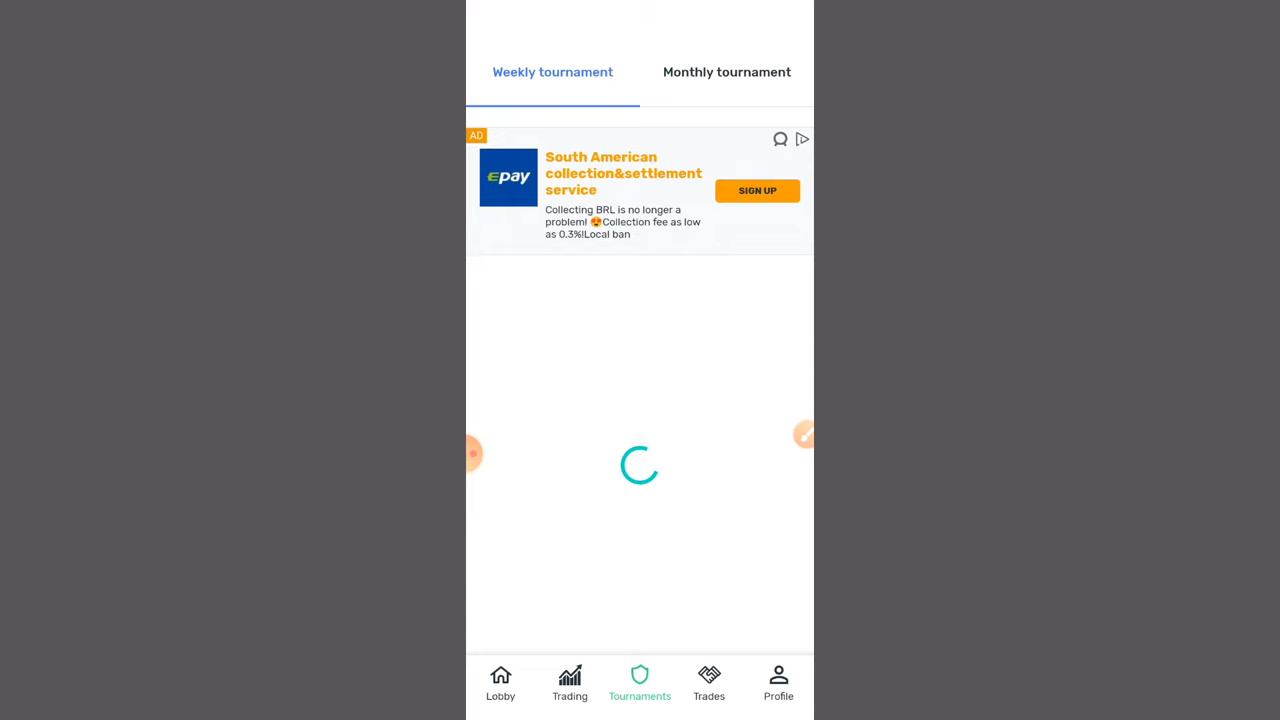 Weekly tournament
Monthly tournament
AD
epay
South American
collection&settlement
service
SIGN UP
Collecting BRL is no longer a
problem! 😍Collection fee as low
as 0.3%!Local ban
Lobby
Trading
Tournaments
Trades
Profile